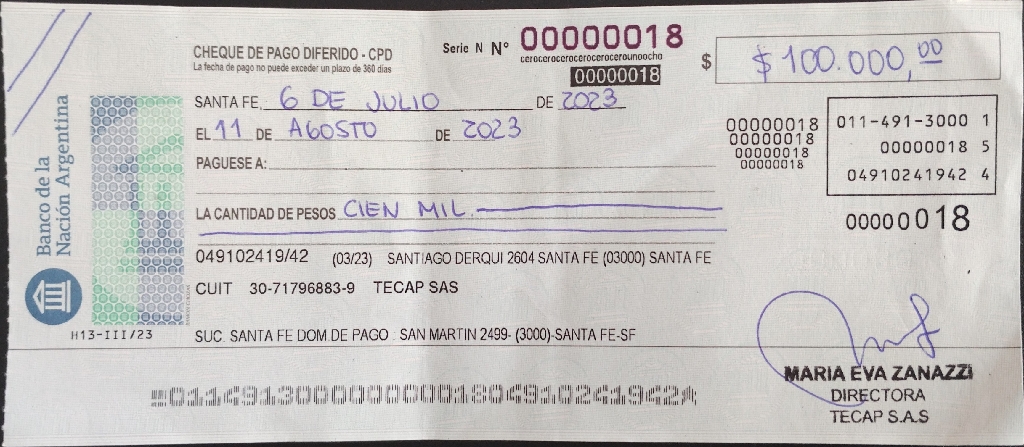 Banco de la
Nación Argentina
H13-III/23
CHEQUE DE PAGO DIFERIDO - CPD
La fecha de pago no puede exceder un plazo de 360 días
Serie N N° 00000018
cerocerocerocerocerocerounoocho
00000018
$ $100.000,00
SANTA FE, 6 DE JULIO DE 2023
EL 11 DE AGOSTO DE 2023
PAGUESE A:
LA CANTIDAD DE PESOS CIEN MIL
00000018
00000018
00000018
00000018
011-491-3000 1
00000018 5
04910241942 4
00000018
049102419/42 (03/23) SANTIAGO DERQUI 2604 SANTA FE (03000) SANTA FE
CUIT 30-71796883-9 TECAP SAS
SUC. SANTA FE DOM.DE PAGO : SAN MARTIN 2499- (3000)-SANTA FE-SF
MARIA EVA ZANAZZI
DIRECTORA
TECAP S.A.S